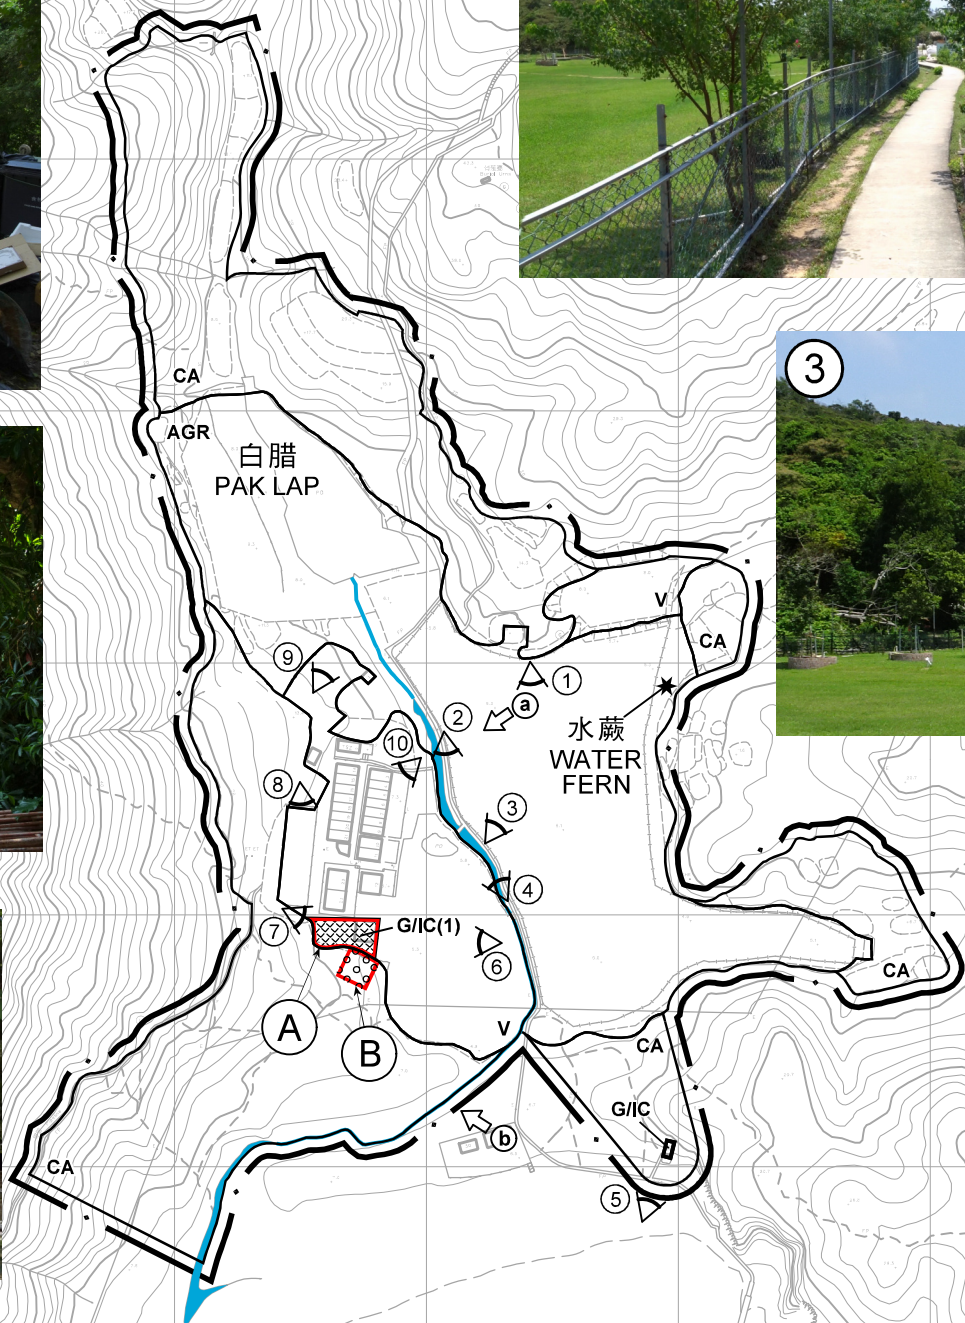 3
CA
AGR
白腊
PAK LAP
V
CA
9
1
a
2
水蕨
WATER
FERN
10
8
3
4
7
G/IC(1)
6
CA
A
B
V
CA
G/IC
b
CA
5